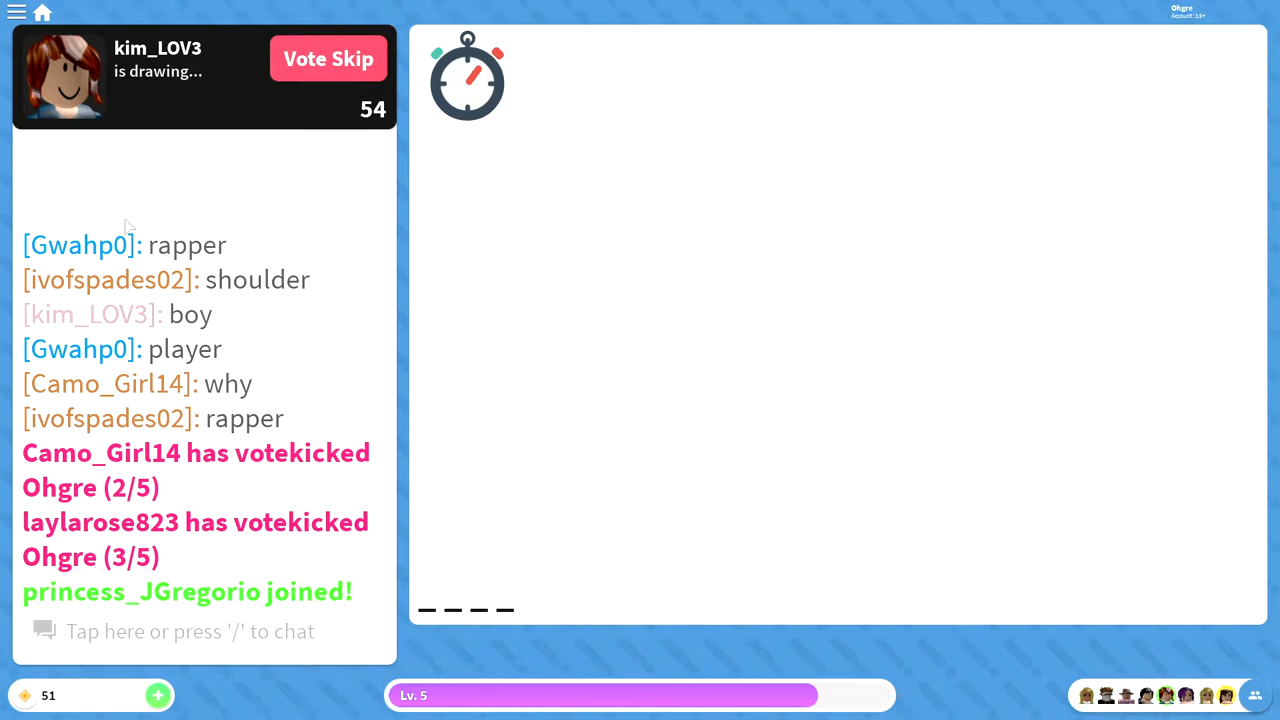 Ohgre
Account: 13+
kim_LOV3
is drawing...
Vote Skip
54
[Gwahp0]: rapper
[ivofspades02]: shoulder
[kim_LOV3]: boy
[Gwahp0]: player
[Camo_Girl14]: why
[ivofspades02]: rapper
Camo_Girl14 has votekicked
Ohgre (2/5)
laylarose823 has votekicked
Ohgre (3/5)
princess_JGregorio joined!
Tap here or press '/' to chat
_ _ _ _
51
Lv. 5